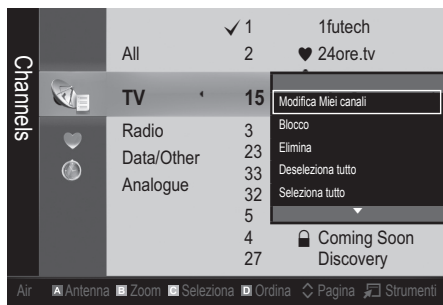 Channels
✓ 1 1futech
All 2 ♥ 24ore.tv
TV 15
Radio 3
Data/Other 23
Analogue 33
32
5
4 Coming Soon
27 Discovery
Modifica Miei canali
Blocco
Elimina
Deseleziona tutto
Seleziona tutto
Air A Antenna B Zoom C Seleziona D Ordina Pagina Strumenti